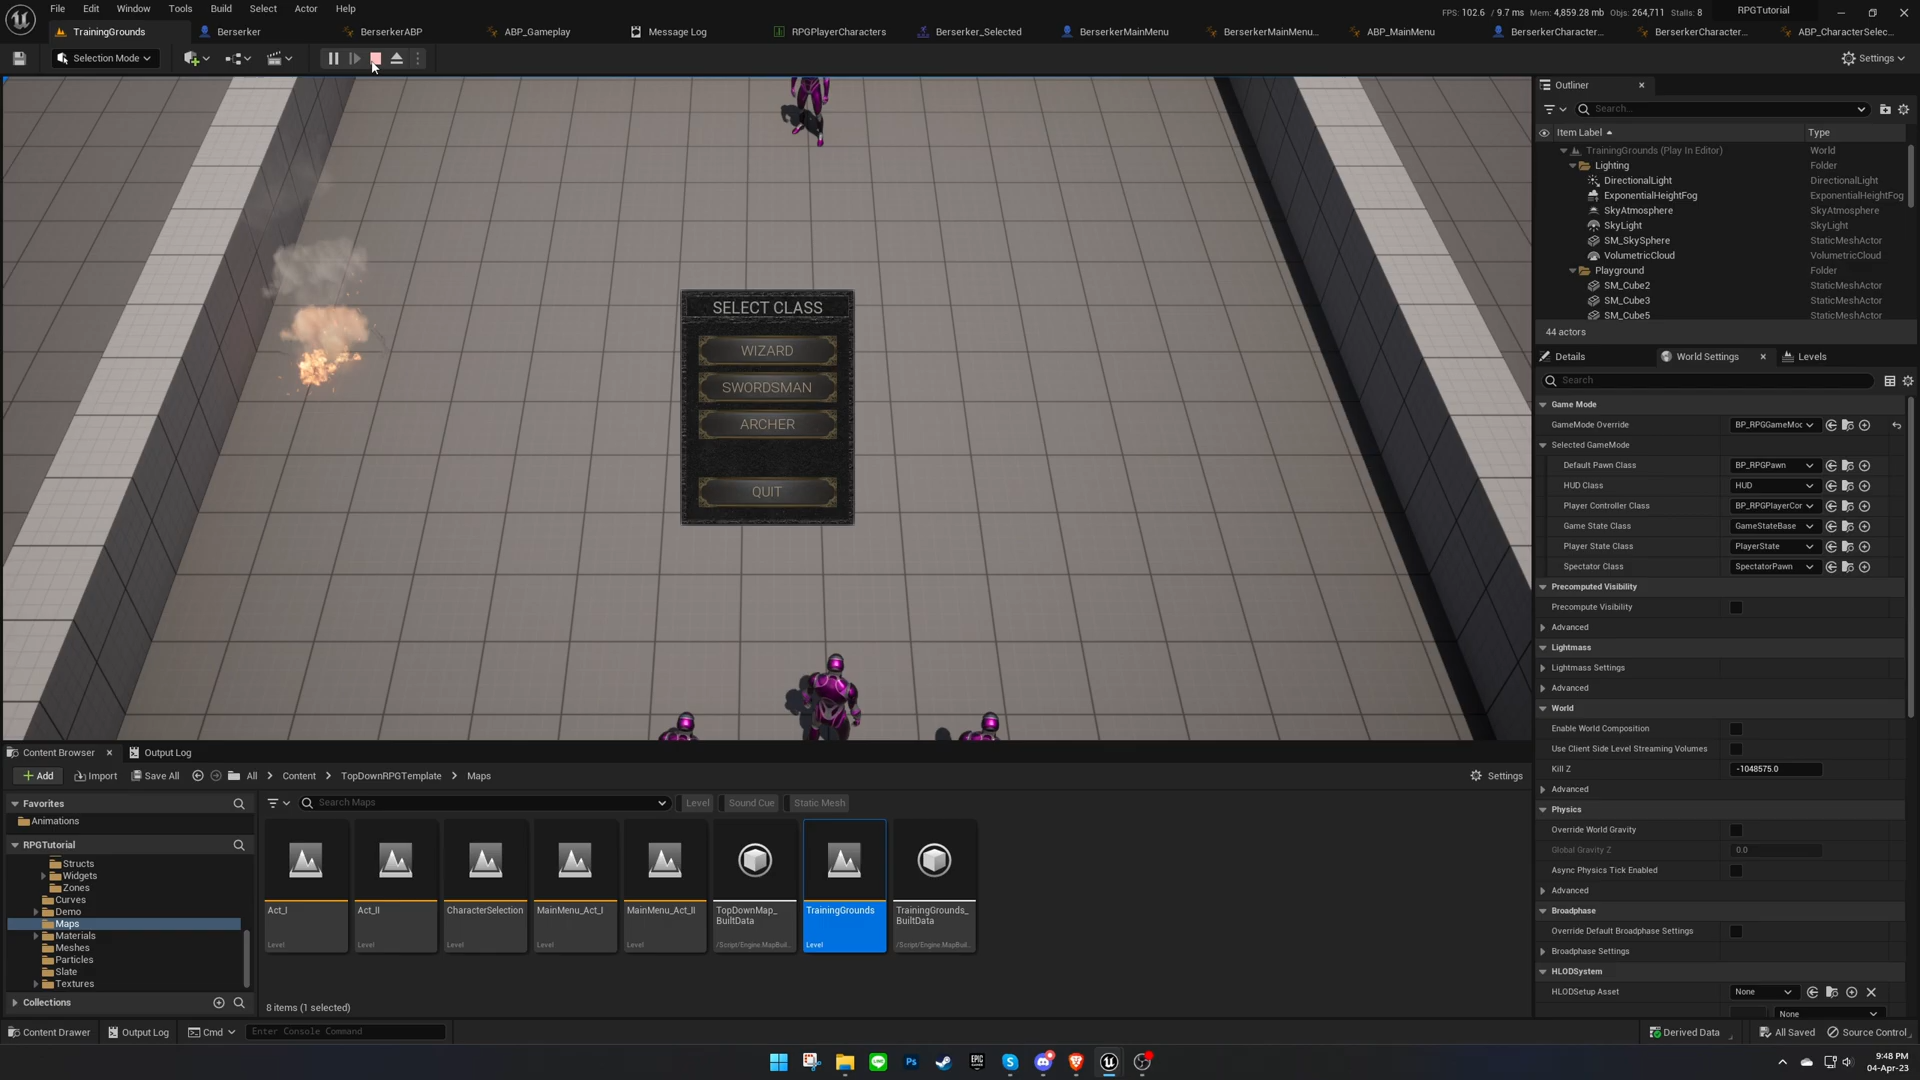 File Edit Window Tools Build Select Actor Help
FPS: 102.6 / 9.7 ms Mem: 4,859.28 mb Objs: 264,711 Stalls: 8 RPGTutorial
TrainingGrounds Berserker BerserkerABP ABP_Gameplay Message Log RPGPlayerCharacters Berserker_Selected BerserkerMainMenu BerserkerMainMenu... ABP_MainMenu BerserkerCharacter... BerserkerCharacter... ABP_CharacterSelec...
Selection Mode Settings
Outliner
Search...
Item Label Type
TrainingGrounds (Play In Editor) World
Lighting Folder
DirectionalLight DirectionalLight
ExponentialHeightFog ExponentialHeightFog
SkyAtmosphere SkyAtmosphere
SkyLight SkyLight
SM_SkySphere StaticMeshActor
VolumetricCloud VolumetricCloud
Playground Folder
SM_Cube2 StaticMeshActor
SM_Cube3 StaticMeshActor
SM_Cube5 StaticMeshActor
44 actors
SELECT CLASS
WIZARD
SWORDSMAN
ARCHER
QUIT
Details World Settings Levels
Search
Game Mode
GameMode Override BP_RPGGameMoc
Selected GameMode
Default Pawn Class BP_RPGPawn
HUD Class HUD
Player Controller Class BP_RPGPlayerCor
Game State Class GameStateBase
Player State Class PlayerState
Spectator Class SpectatorPawn
Precomputed Visibility
Precompute Visibility
Advanced
Lightmass
Lightmass Settings
Advanced
World
Enable World Composition
Use Client Side Level Streaming Volumes
Kill Z -1048575.0
Advanced
Physics
Override World Gravity
Global Gravity Z 0.0
Async Physics Tick Enabled
Advanced
Broadphase
Override Default Broadphase Settings
Broadphase Settings
HLODSystem
HLODSetup Asset None
None
Content Browser Output Log
Add Import Save All All Content TopDownRPGTemplate Maps Settings
Favorites
Animations
RPGTutorial
Structs
Widgets
Zones
Curves
Demo
Maps
Materials
Meshes
Particles
Slate
Textures
Collections
Search Maps Level Sound Cue Static Mesh
Act_I
Level
Act_II
Level
CharacterSelection
Level
MainMenu_Act_I
Level
MainMenu_Act_II
Level
TopDownMap_
BuiltData
/Script/Engine.MapBuil...
TrainingGrounds
Level
TrainingGrounds_
BuiltData
/Script/Engine.MapBuil...
8 items (1 selected)
Content Drawer Output Log Cmd Enter Console Command Derived Data All Saved Source Control
Ps EPIC GAMES
9:48 PM
04-Apr-23